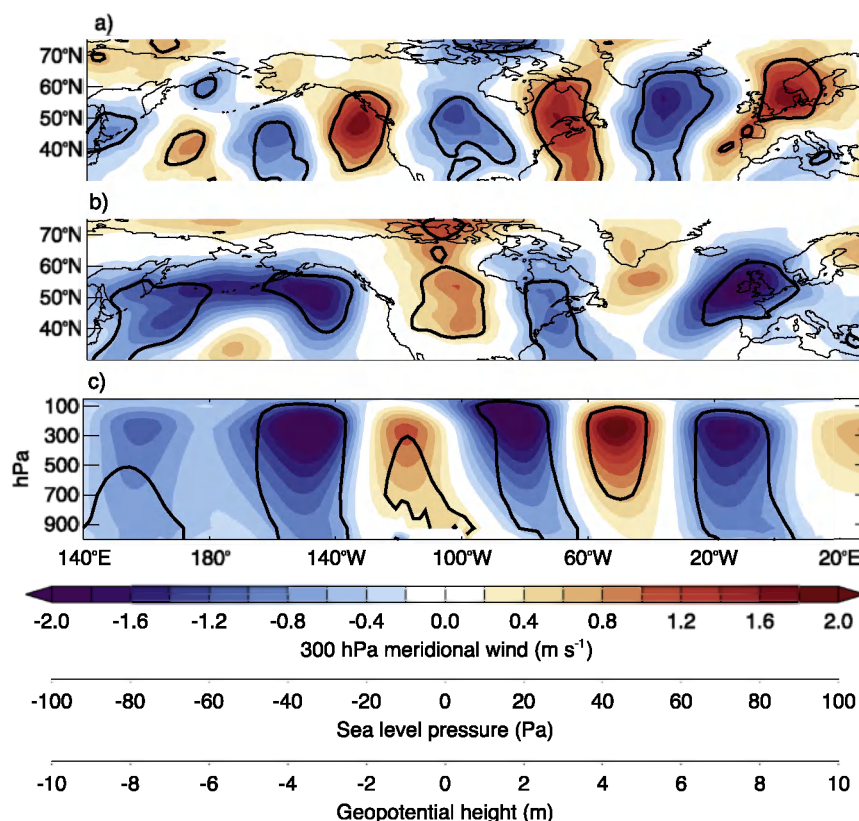 a)
70°N
60°N
50°N
40°N
b)
70°N
60°N
50°N
40°N
c)
100
300
500
700
900
hPa
140°E 180° 140°W 100°W 60°W 20°W 20°E
-2.0 -1.6 -1.2 -0.8 -0.4 0.0 0.4 0.8 1.2 1.6 2.0
300 hPa meridional wind (m s⁻¹)
-100 -80 -60 -40 -20 0 20 40 60 80 100
Sea level pressure (Pa)
-10 -8 -6 -4 -2 0 2 4 6 8 10
Geopotential height (m)